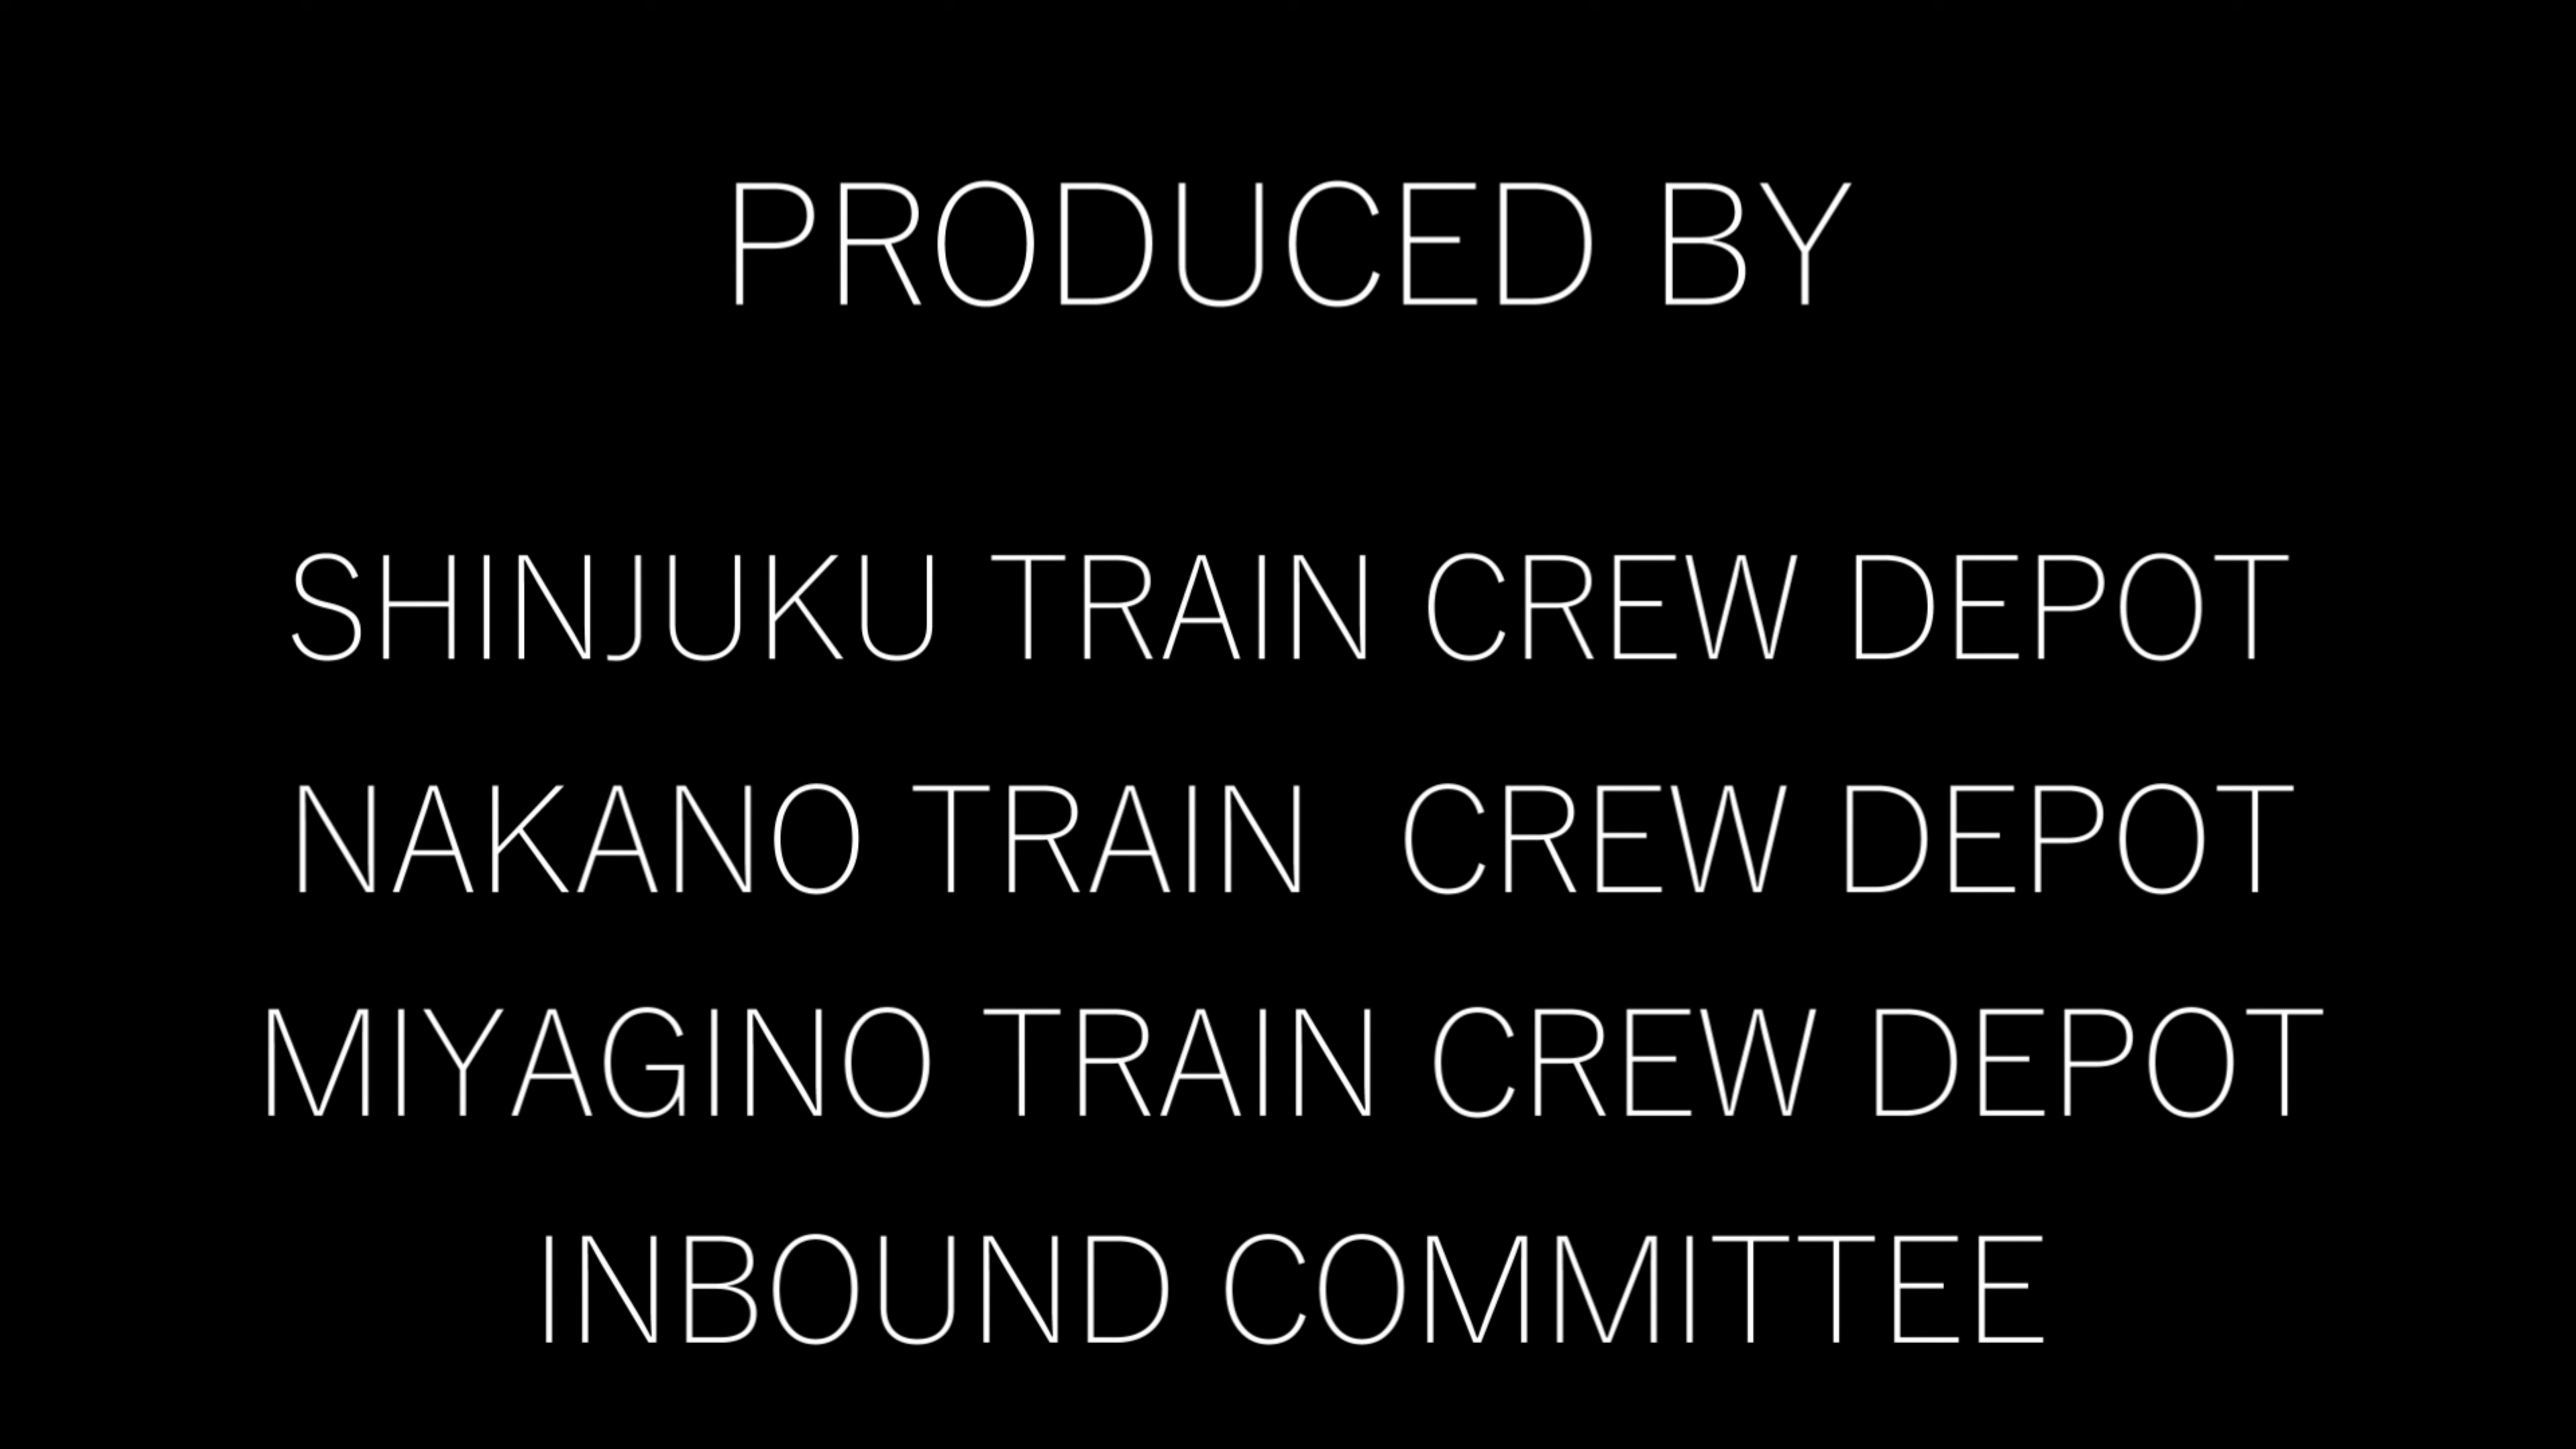 PRODUCED BY
SHINJUKU TRAIN CREW DEPOT
NAKANO TRAIN  CREW DEPOT
MIYAGINO TRAIN CREW DEPOT
INBOUND COMMITTEE